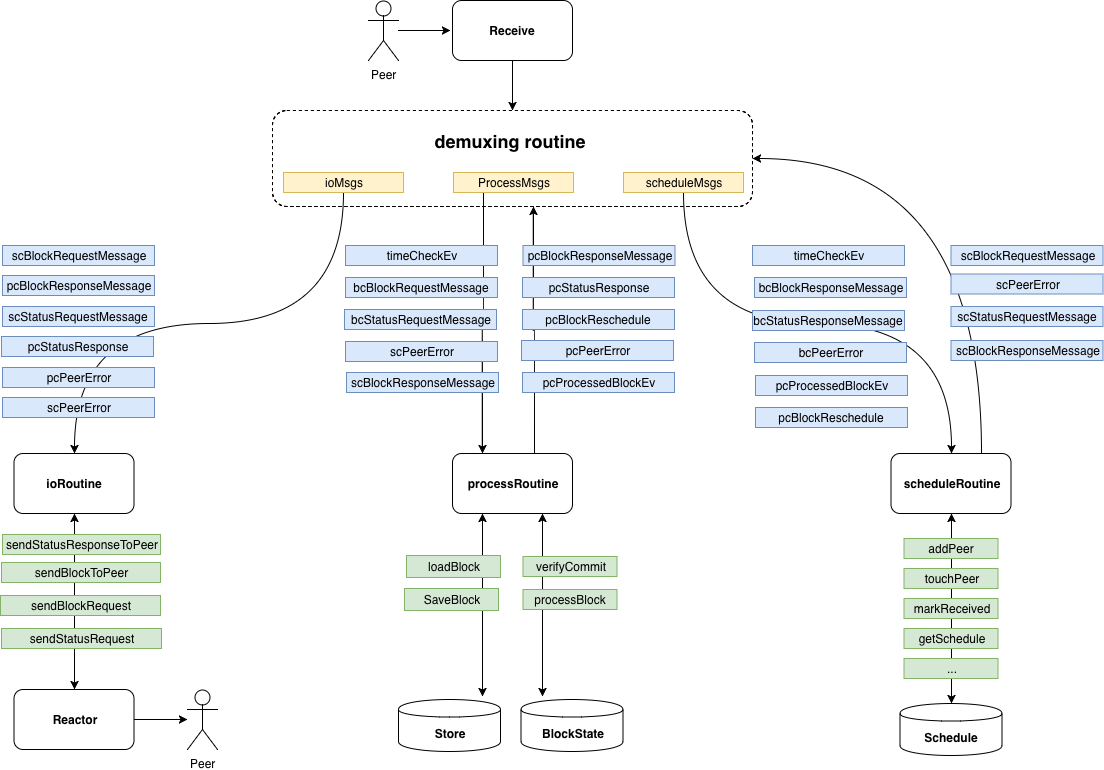 Peer
Receive
demuxing routine
ioMsgs
ProcessMsgs
scheduleMsgs
scBlockRequestMessage
pcBlockResponseMessage
scStatusRequestMessage
pcStatusResponse
pcPeerError
scPeerError
timeCheckEv
bcBlockRequestMessage
bcStatusRequestMessage
scPeerError
scBlockResponseMessage
pcBlockResponseMessage
pcStatusResponse
pcBlockReschedule
pcPeerError
pcProcessedBlockEv
timeCheckEv
bcBlockResponseMessage
bcStatusResponseMessage
bcPeerError
pcProcessedBlockEv
pcBlockReschedule
scBlockRequestMessage
scPeerError
scStatusRequestMessage
scBlockResponseMessage
ioRoutine
processRoutine
scheduleRoutine
sendStatusResponseToPeer
sendBlockToPeer
sendBlockRequest
sendStatusRequest
loadBlock
SaveBlock
verifyCommit
processBlock
addPeer
touchPeer
markReceived
getSchedule
...
Reactor
Peer
Store
BlockState
Schedule